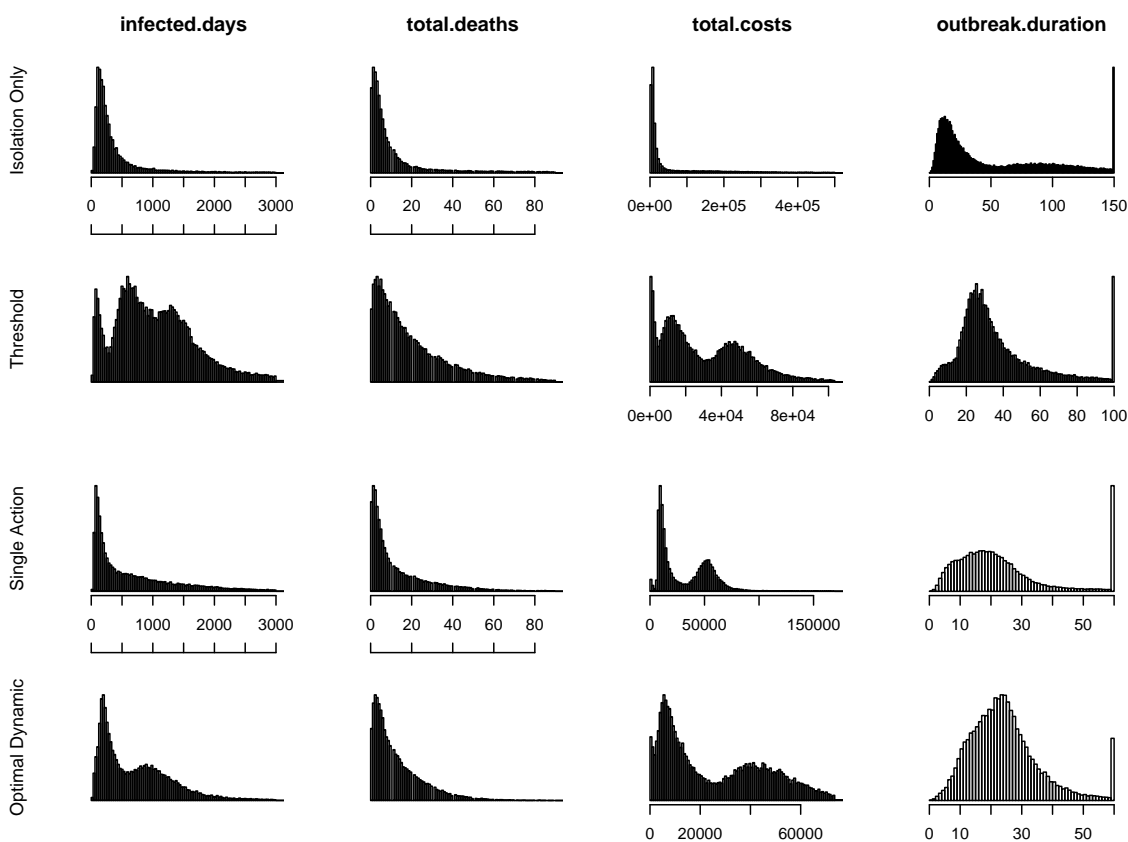 infected.days total.deaths total.costs outbreak.duration
Isolation Only
0 1000 2000 3000
0 20 40 60 80
0e+00 2e+05 4e+05
0 50 100 150
Threshold
0e+00 4e+04 8e+04
0 20 40 60 80 100
Single Action
0 1000 2000 3000
0 20 40 60 80
0 50000 150000
0 10 30 50
Optimal Dynamic
0 20000 60000
0 10 30 50